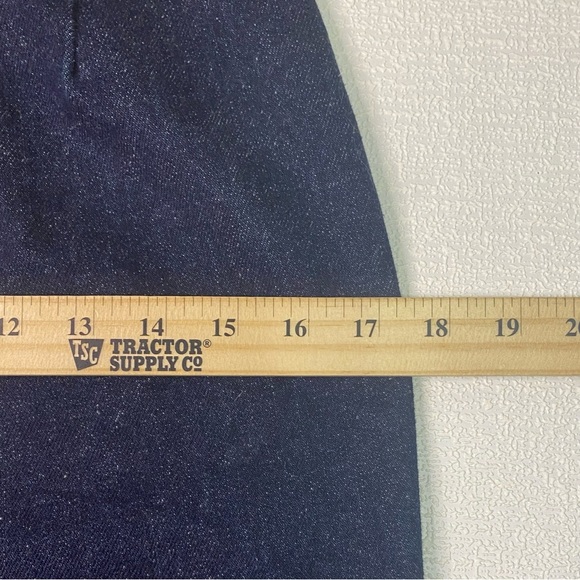 12 13 14 15 16 17 18 19 20
TSC TRACTOR®
SUPPLY CO